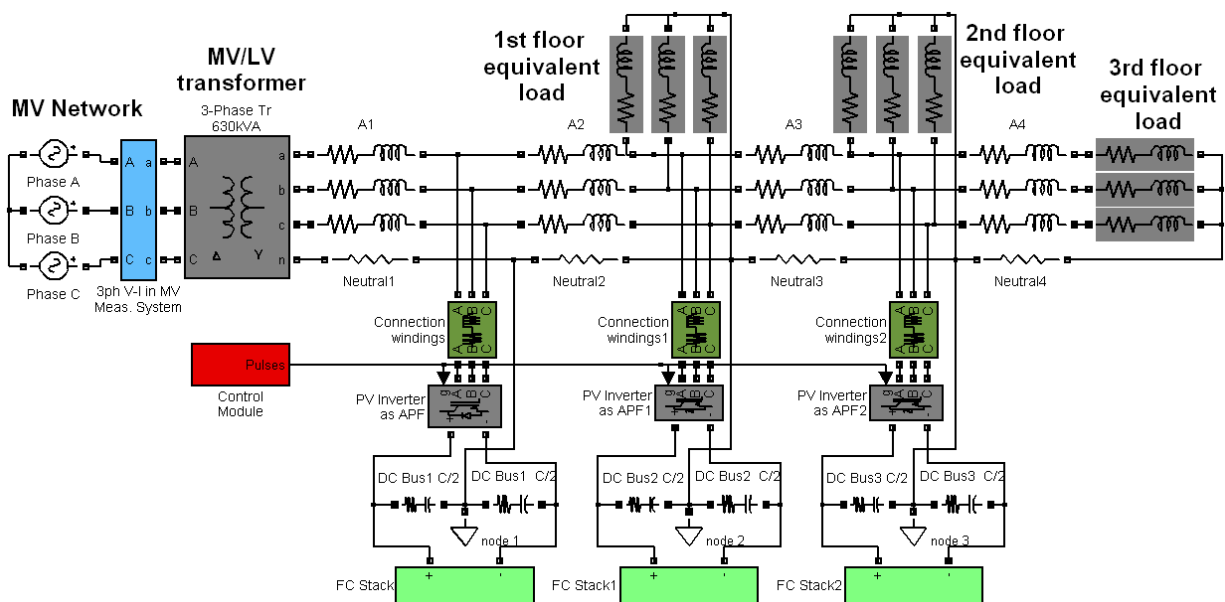 MV Network
MV/LV
transformer
3-Phase Tr
630kVA
1st floor
equivalent
load
2nd floor
equivalent
load
3rd floor
equivalent
load
A1
A2
A3
A4
Phase A
Phase B
Phase C
A a
B b
C c
3ph V-I in MV
Meas. System
A a
B b
C c
Δ Y n
Neutral1
Neutral2
Neutral3
Neutral4
Connection
windings
A B C
A B C
Connection
windings1
A B C
A B C
Connection
windings2
A B C
A B C
Pulses
Control
Module
PV Inverter
as APF
g A B C
+ -
PV Inverter
as APF1
g A B C
+ -
PV Inverter
as APF2
g A B C
+ -
DC Bus1 C/2
DC Bus1 C/2
DC Bus2 C/2
DC Bus2 C/2
DC Bus3 C/2
DC Bus3 C/2
node 1
node 2
node 3
FC Stack
+ -
FC Stack1
+ -
FC Stack2
+ -